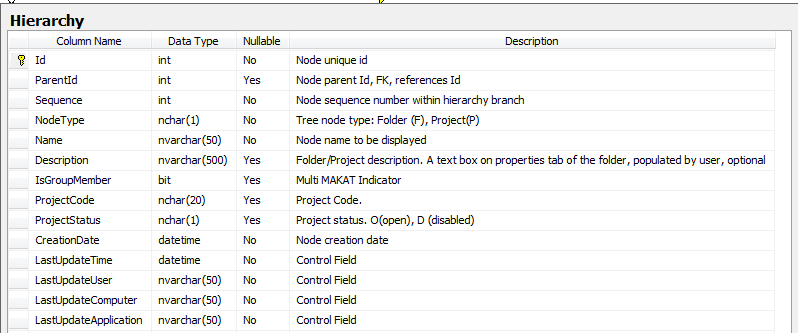 Hierarchy
Column Name Data Type Nullable Description
Id int No Node unique id
ParentId int Yes Node parent Id, FK, references Id
Sequence int No Node sequence number within hierarchy branch
NodeType nchar(1) No Tree node type: Folder (F), Project(P)
Name nvarchar(50) No Node name to be displayed
Description nvarchar(500) Yes Folder/Project description. A text box on properties tab of the folder, populated by user, optional
IsGroupMember bit Yes Multi MAKAT Indicator
ProjectCode nchar(20) Yes Project Code.
ProjectStatus nchar(1) Yes Project status. O(open), D (disabled)
CreationDate datetime No Node creation date
LastUpdateTime datetime No Control Field
LastUpdateUser nvarchar(50) No Control Field
LastUpdateComputer nvarchar(50) No Control Field
LastUpdateApplication nvarchar(50) No Control Field